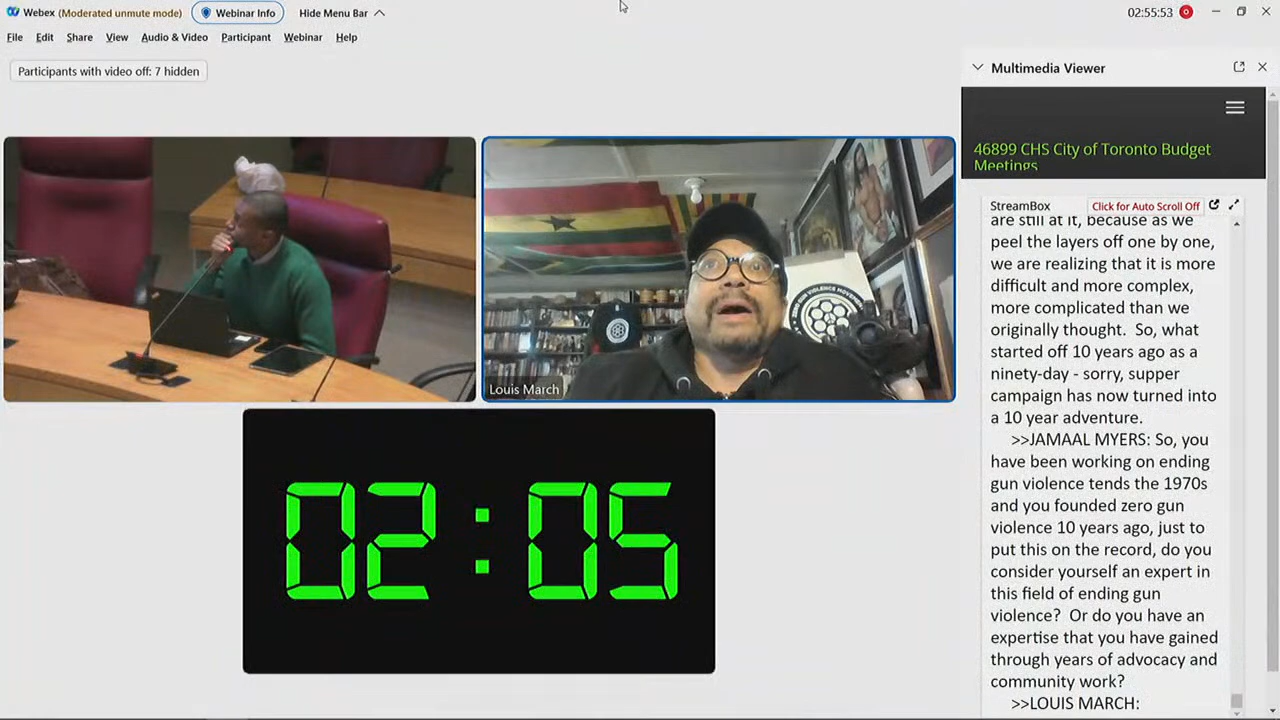 Webex (Moderated unmute mode) Webinar Info Hide Menu Bar
02:55:53
File Edit Share View Audio & Video Participant Webinar Help
Participants with video off: 7 hidden
Louis March
ZERO GUN VIOLENCE MOVEMENT
02:05
Multimedia Viewer
46899 CHS City of Toronto Budget
Meetings
StreamBox Click for Auto Scroll Off
are still at it, because as we
peel the layers off one by one,
we are realizing that it is more
difficult and more complex,
more complicated than we
originally thought. So, what
started off 10 years ago as a
ninety-day - sorry, supper
campaign has now turned into
a 10 year adventure.
>>JAMAAL MYERS: So, you
have been working on ending
gun violence tends the 1970s
and you founded zero gun
violence 10 years ago, just to
put this on the record, do you
consider yourself an expert in
this field of ending gun
violence? Or do you have an
expertise that you have gained
through years of advocacy and
community work?
>>LOUIS MARCH: